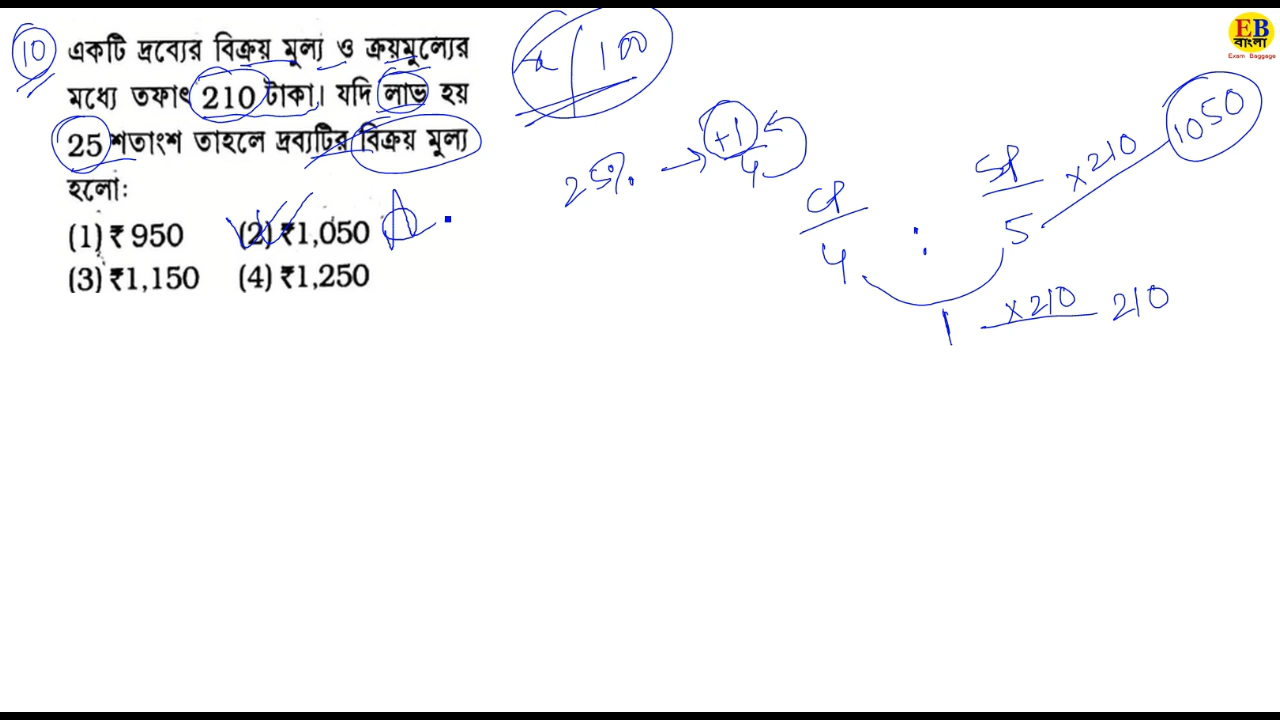 10 একটি দ্রব্যের বিক্রয় মূল্য ও ক্রয়মূল্যের
মধ্যে তফাৎ 210 টাকা। যদি লাভ হয়
25 শতাংশ তাহলে দ্রব্যটির বিক্রয় মূল্য
হলো:
(1) ₹ 950 (2) ₹1,050
(3) ₹1,150 (4) ₹1,250
x | 100
25% → +1/4
CP : SP
4 : 5 ×210 1050
1 ×210 210
EB
বাংলা
Exam Baggage